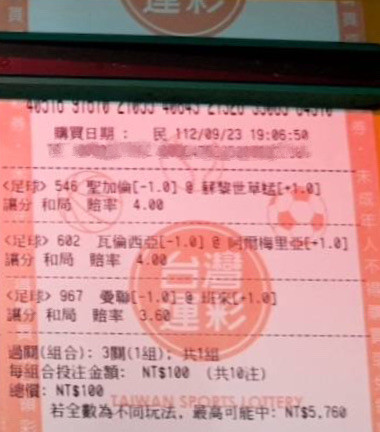 運彩
購買日期： 民 112/09/23 19:06:50
<足球> 546 聖加倫[-1.0] @ 蘇黎世草蜢[+1.0]
讓分 和局 賠率 4.00
<足球> 602 瓦倫西亞[-1.0] @ 阿爾梅里亞[+1.0]
讓分 和局 賠率 4.00
台灣
運彩
<足球> 967 曼聯[-1.0] @ 班來[+1.0]
讓分 和局 賠率 3.60
過關(組合): 3關(1組): 共1組
每組合投注金額: NT$100 (共10注)
總價: NT$100
TAIWAN SPORTS LOTTERY
若全數為不同玩法，最高可能中: NT$5,760